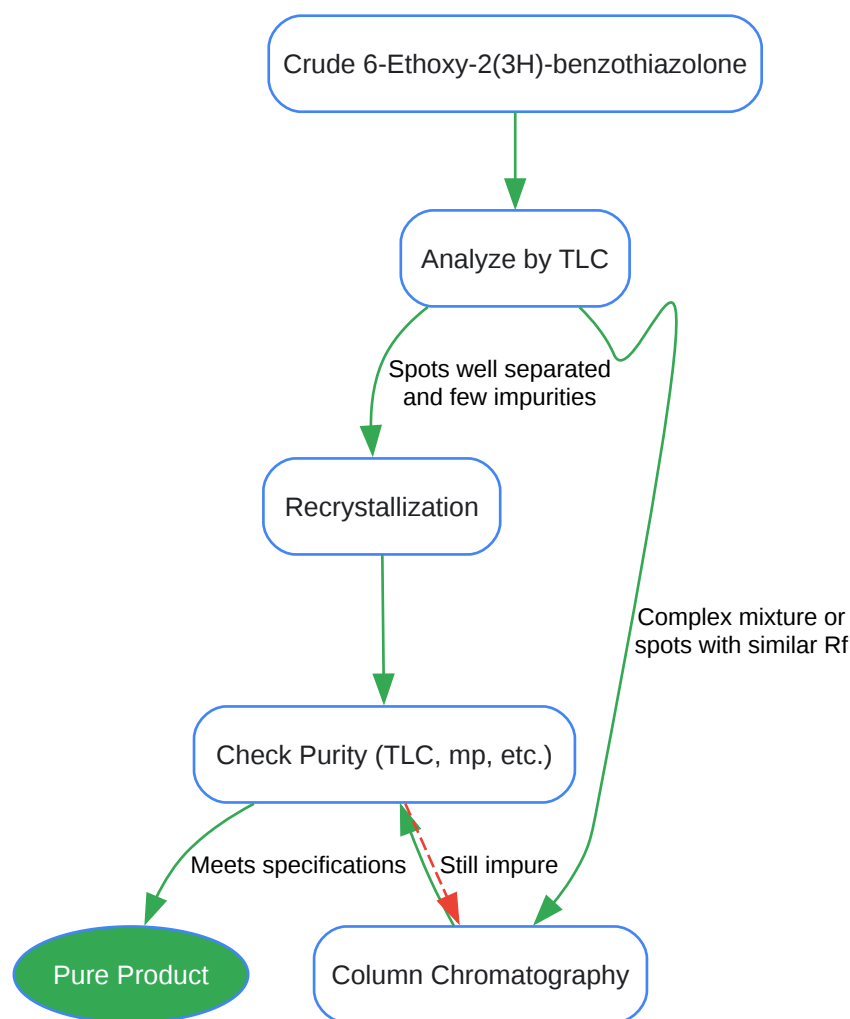 Crude 6-Ethoxy-2(3H)-benzothiazolone
Analyze by TLC
Spots well separated
and few impurities
Recrystallization
Complex mixture or
spots with similar Rf
Check Purity (TLC, mp, etc.)
Meets specifications
Still impure
Pure Product
Column Chromatography